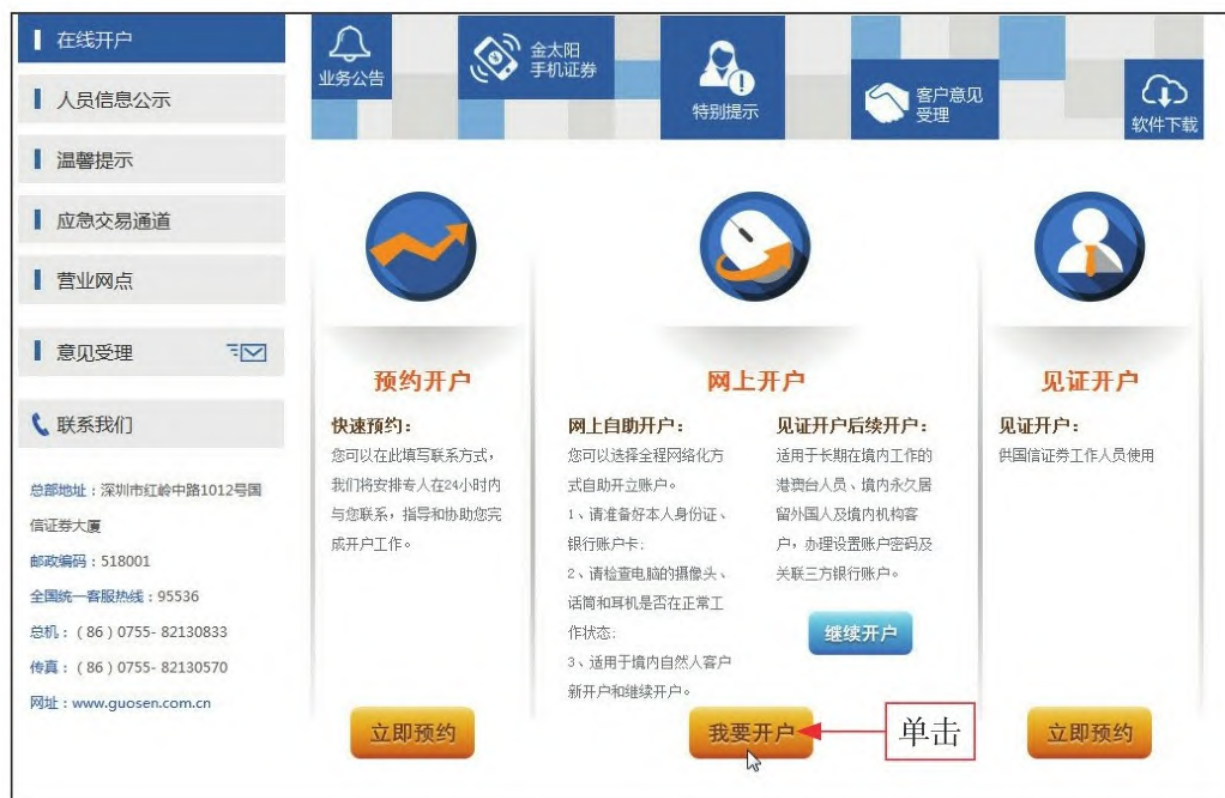 在线开户
人员信息公示
温馨提示
应急交易通道
营业网点
意见受理
联系我们
总部地址：深圳市红岭中路1012号国
信证券大厦
邮政编码：518001
全国统一客服热线：95536
总机：（86）0755- 82130833
传真：（86）0755- 82130570
网址：www.guosen.com.cn
业务公告
金太阳
手机证券
特别提示
客户意见
受理
软件下载
预约开户
快速预约：
您可以在此填写联系方式，
我们将安排专人在24小时内
与您联系，指导和协助您完
成开户工作。
立即预约
网上开户
网上自助开户：
您可以选择全程网络化方
式自助开立账户。
1、请准备好本人身份证、
银行账户卡；
2、请检查电脑的摄像头、
话筒和耳机是否在正常工
作状态；
3、适用于境内自然人客户
新开户和继续开户。
见证开户后续开户：
适用于长期在境内工作的
港澳台人员、境内永久居
留外国人及境内机构客
户，办理设置账户密码及
关联三方银行账户。
继续开户
我要开户
单击
见证开户
见证开户：
供国信证券工作人员使用
立即预约